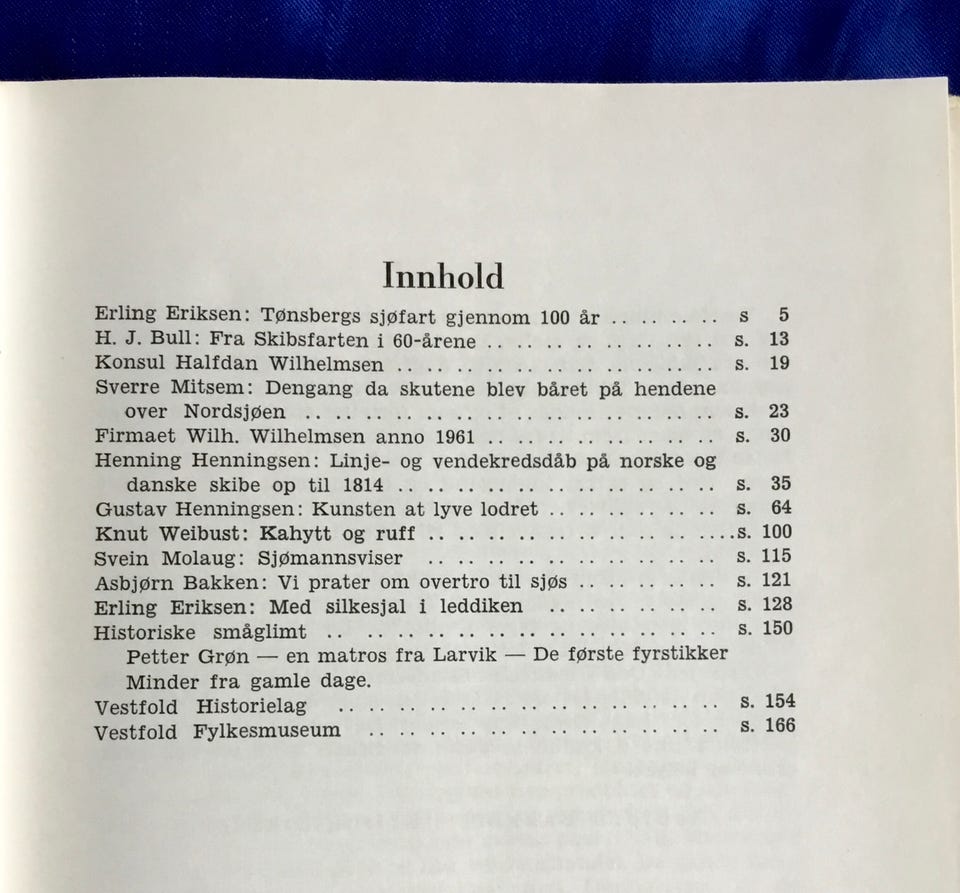 Innhold
Erling Eriksen: Tønsbergs sjøfart gjennom 100 år .. .. .. .. s 5
H. J. Bull: Fra Skibsfarten i 60-årene .. .. .. .. .. .. .. .. s. 13
Konsul Halfdan Wilhelmsen .. .. .. .. .. .. .. .. .. .. .. s. 19
Sverre Mitsem: Dengang da skutene blev båret på hendene
over Nordsjøen .. .. .. .. .. .. .. .. .. .. .. .. .. .. s. 23
Firmaet Wilh. Wilhelmsen anno 1961 .. .. .. .. .. .. .. .. s. 30
Henning Henningsen: Linje- og vendekredsdåb på norske og
danske skibe op til 1814 .. .. .. .. .. .. .. .. .. .. .. s. 35
Gustav Henningsen: Kunsten at lyve lodret .. .. .. .. .. .. s. 64
Knut Weibust: Kahytt og ruff .. .. .. .. .. .. .. .. .. .. ...s. 100
Svein Molaug: Sjømannsviser .. .. .. .. .. .. .. .. .. .. s. 115
Asbjørn Bakken: Vi prater om overtro til sjøs .. .. .. .. .. s. 121
Erling Eriksen: Med silkesjal i leddiken .. .. .. .. .. .. s. 128
Historiske småglimt .. .. .. .. .. .. .. .. .. .. .. .. .. s. 150
Petter Grøn — en matros fra Larvik — De første fyrstikker
Minder fra gamle dage.
Vestfold Historielag .. .. .. .. .. .. .. .. .. .. .. .. .. s. 154
Vestfold Fylkesmuseum .. .. .. .. .. .. .. .. .. .. .. .. s. 166